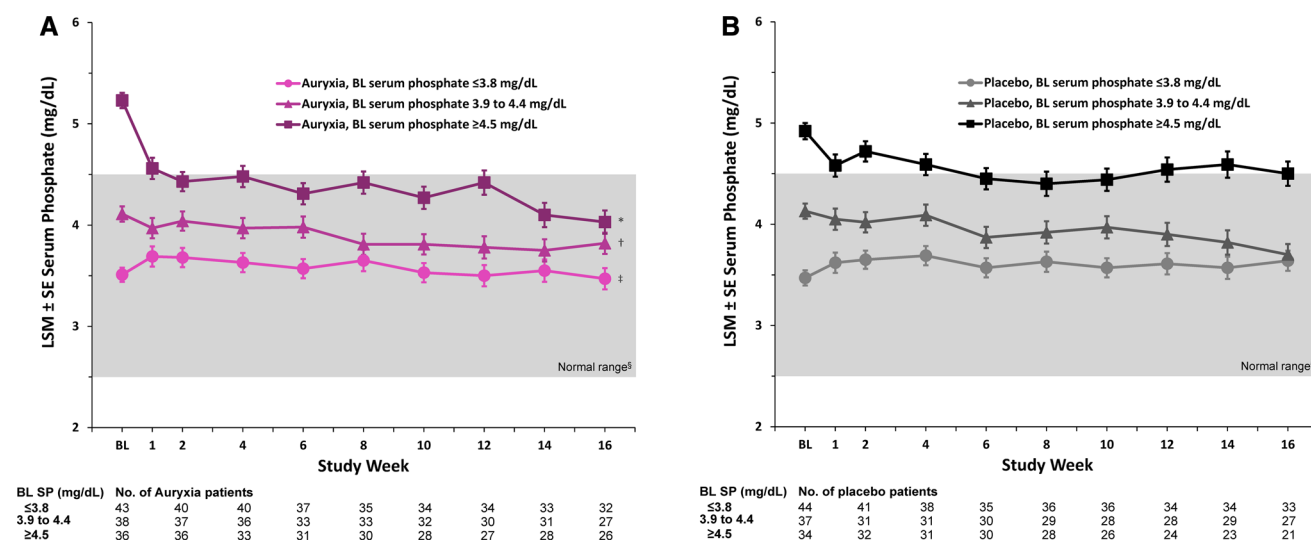 A
6
5
4
3
2
LSM ± SE Serum Phosphate (mg/dL)
Auryxia, BL serum phosphate ≤3.8 mg/dL
Auryxia, BL serum phosphate 3.9 to 4.4 mg/dL
Auryxia, BL serum phosphate ≥4.5 mg/dL
*
†
‡
Normal range§
BL 1 2 4 6 8 10 12 14 16
Study Week
BL SP (mg/dL) No. of Auryxia patients
≤3.8 43 40 40 37 35 34 34 33 32
3.9 to 4.4 38 37 36 33 33 32 30 31 27
≥4.5 36 36 33 31 30 28 27 28 26
B
6
5
4
3
2
LSM ± SE Serum Phosphate (mg/dL)
Placebo, BL serum phosphate ≤3.8 mg/dL
Placebo, BL serum phosphate 3.9 to 4.4 mg/dL
Placebo, BL serum phosphate ≥4.5 mg/dL
Normal range
BL 1 2 4 6 8 10 12 14 16
Study Week
BL SP (mg/dL) No. of placebo patients
≤3.8 44 41 38 35 36 36 34 34 33
3.9 to 4.4 37 31 31 30 29 28 28 29 27
≥4.5 34 32 31 30 28 26 24 23 21